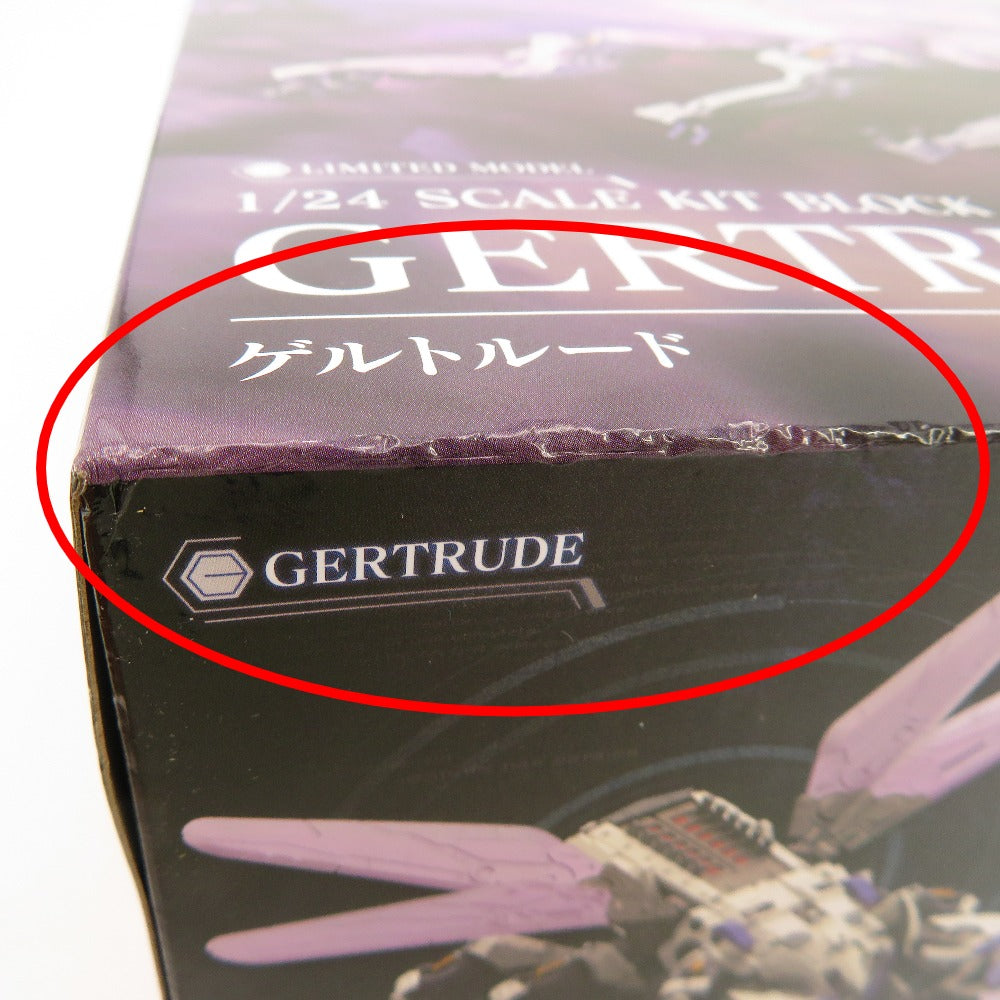 LIMITED MODEL
1/24 SCALE KIT BLOCK
GERTR
ゲルトルード
GERTRUDE